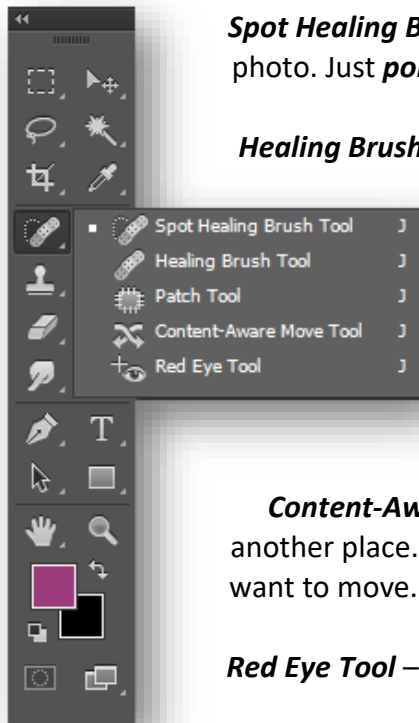 Spot Healing B
photo. Just po
Healing Brush
Spot Healing Brush Tool J
Healing Brush Tool J
Patch Tool J
Content-Aware Move Tool J
Red Eye Tool J
T
Content-Aw
another place.
want to move.
Red Eye Tool –